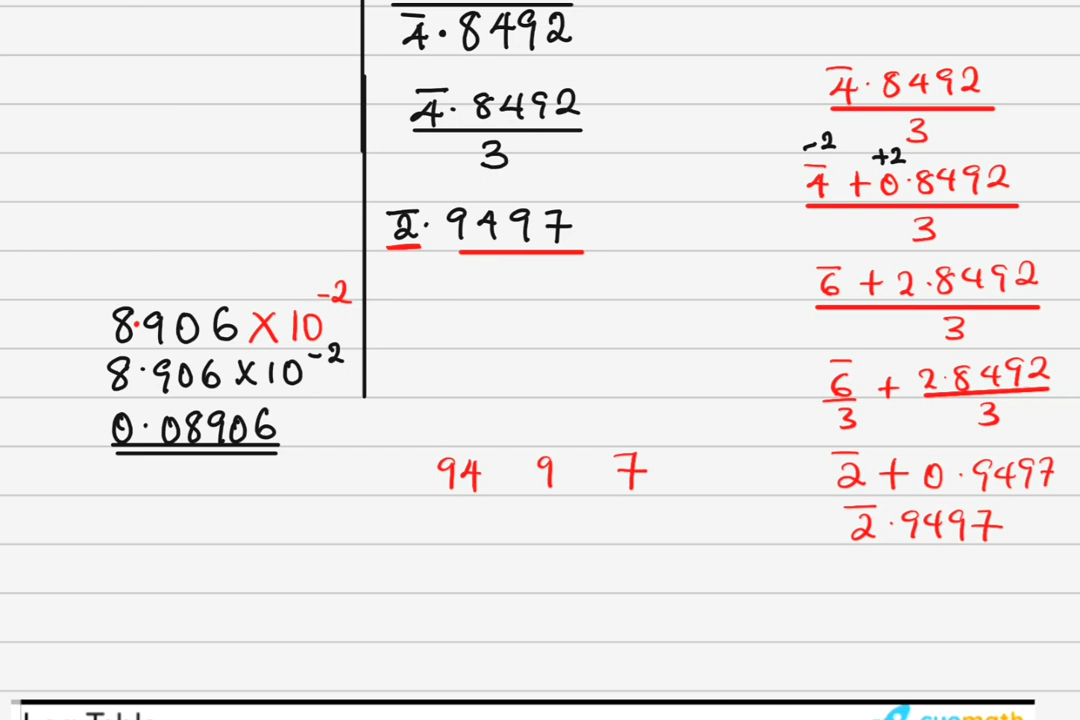 4̅.8492
4̅.8492
3
2̅.9497
8.906 × 10⁻²
8.906 × 10⁻²
0.08906
94 9 7
4̅.8492
3
-2 +2
4̅ + 0.8492
3
6̅ + 2.8492
3
6̅ + 2.8492
3 3
2̅ + 0.9497
2̅.9497
Log Table
cuemath